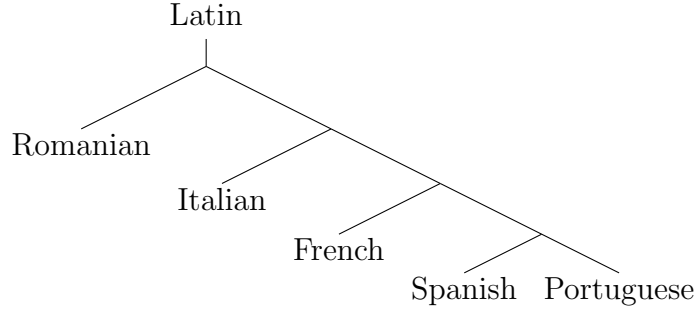 Latin
Romanian
Italian
French
Spanish Portuguese